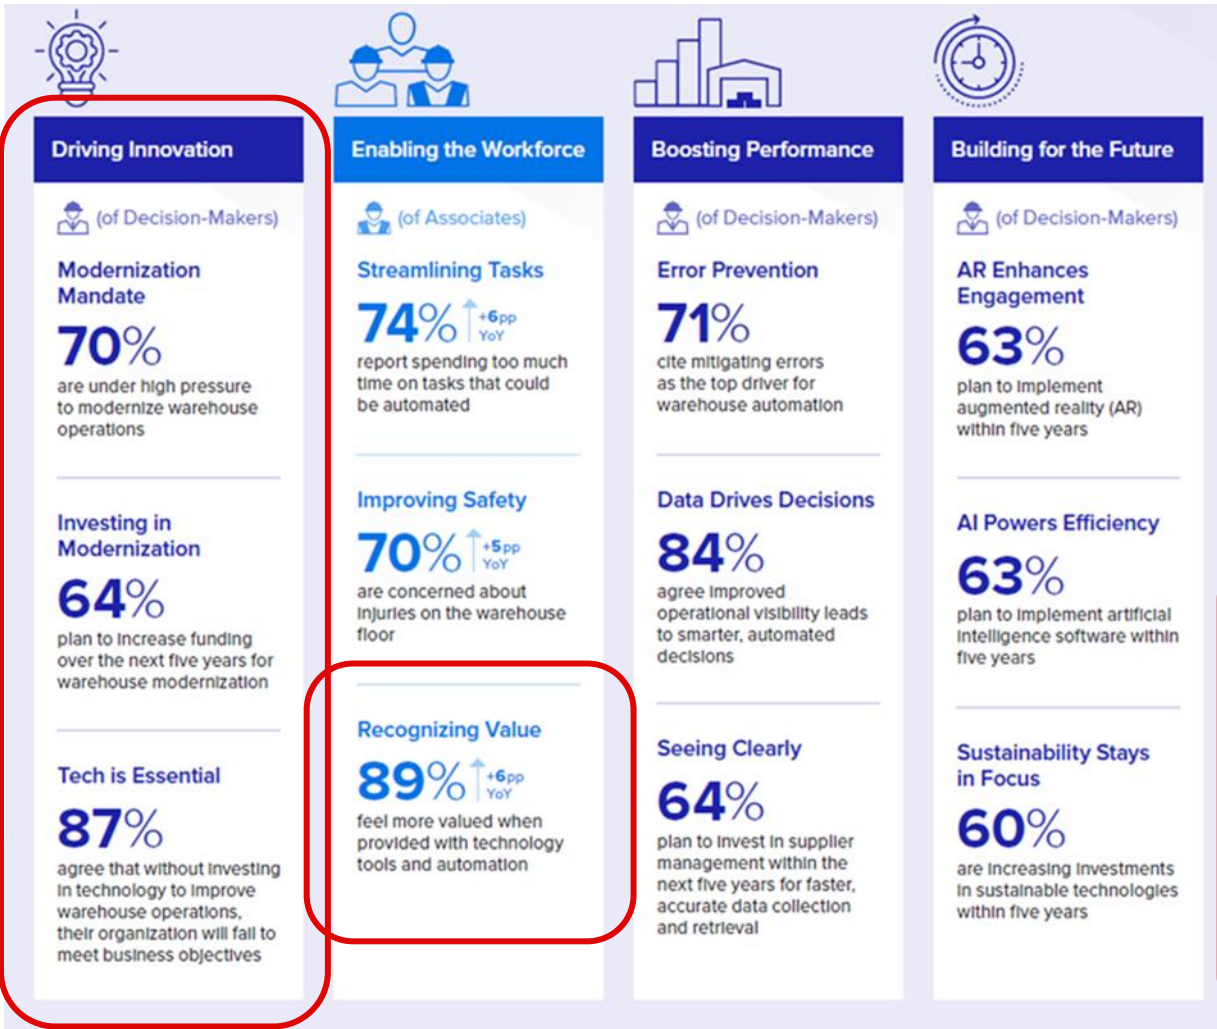 Driving Innovation
(of Decision-Makers)
Modernization
Mandate
70%
are under high pressure
to modernize warehouse
operations
Investing in
Modernization
64%
plan to increase funding
over the next five years for
warehouse modernization
Tech is Essential
87%
agree that without investing
in technology to improve
warehouse operations,
their organization will fail to
meet business objectives
Enabling the Workforce
(of Associates)
Streamlining Tasks
74% +6pp
YoY
report spending too much
time on tasks that could
be automated
Improving Safety
70% +5pp
YoY
are concerned about
injuries on the warehouse
floor
Recognizing Value
89% +6pp
YoY
feel more valued when
provided with technology
tools and automation
Boosting Performance
(of Decision-Makers)
Error Prevention
71%
cite mitigating errors
as the top driver for
warehouse automation
Data Drives Decisions
84%
agree improved
operational visibility leads
to smarter, automated
decisions
Seeing Clearly
64%
plan to invest in supplier
management within the
next five years for faster,
accurate data collection
and retrieval
Building for the Future
(of Decision-Makers)
AR Enhances
Engagement
63%
plan to implement
augmented reality (AR)
within five years
AI Powers Efficiency
63%
plan to implement artificial
intelligence software within
five years
Sustainability Stays
in Focus
60%
are increasing investments
in sustainable technologies
within five years